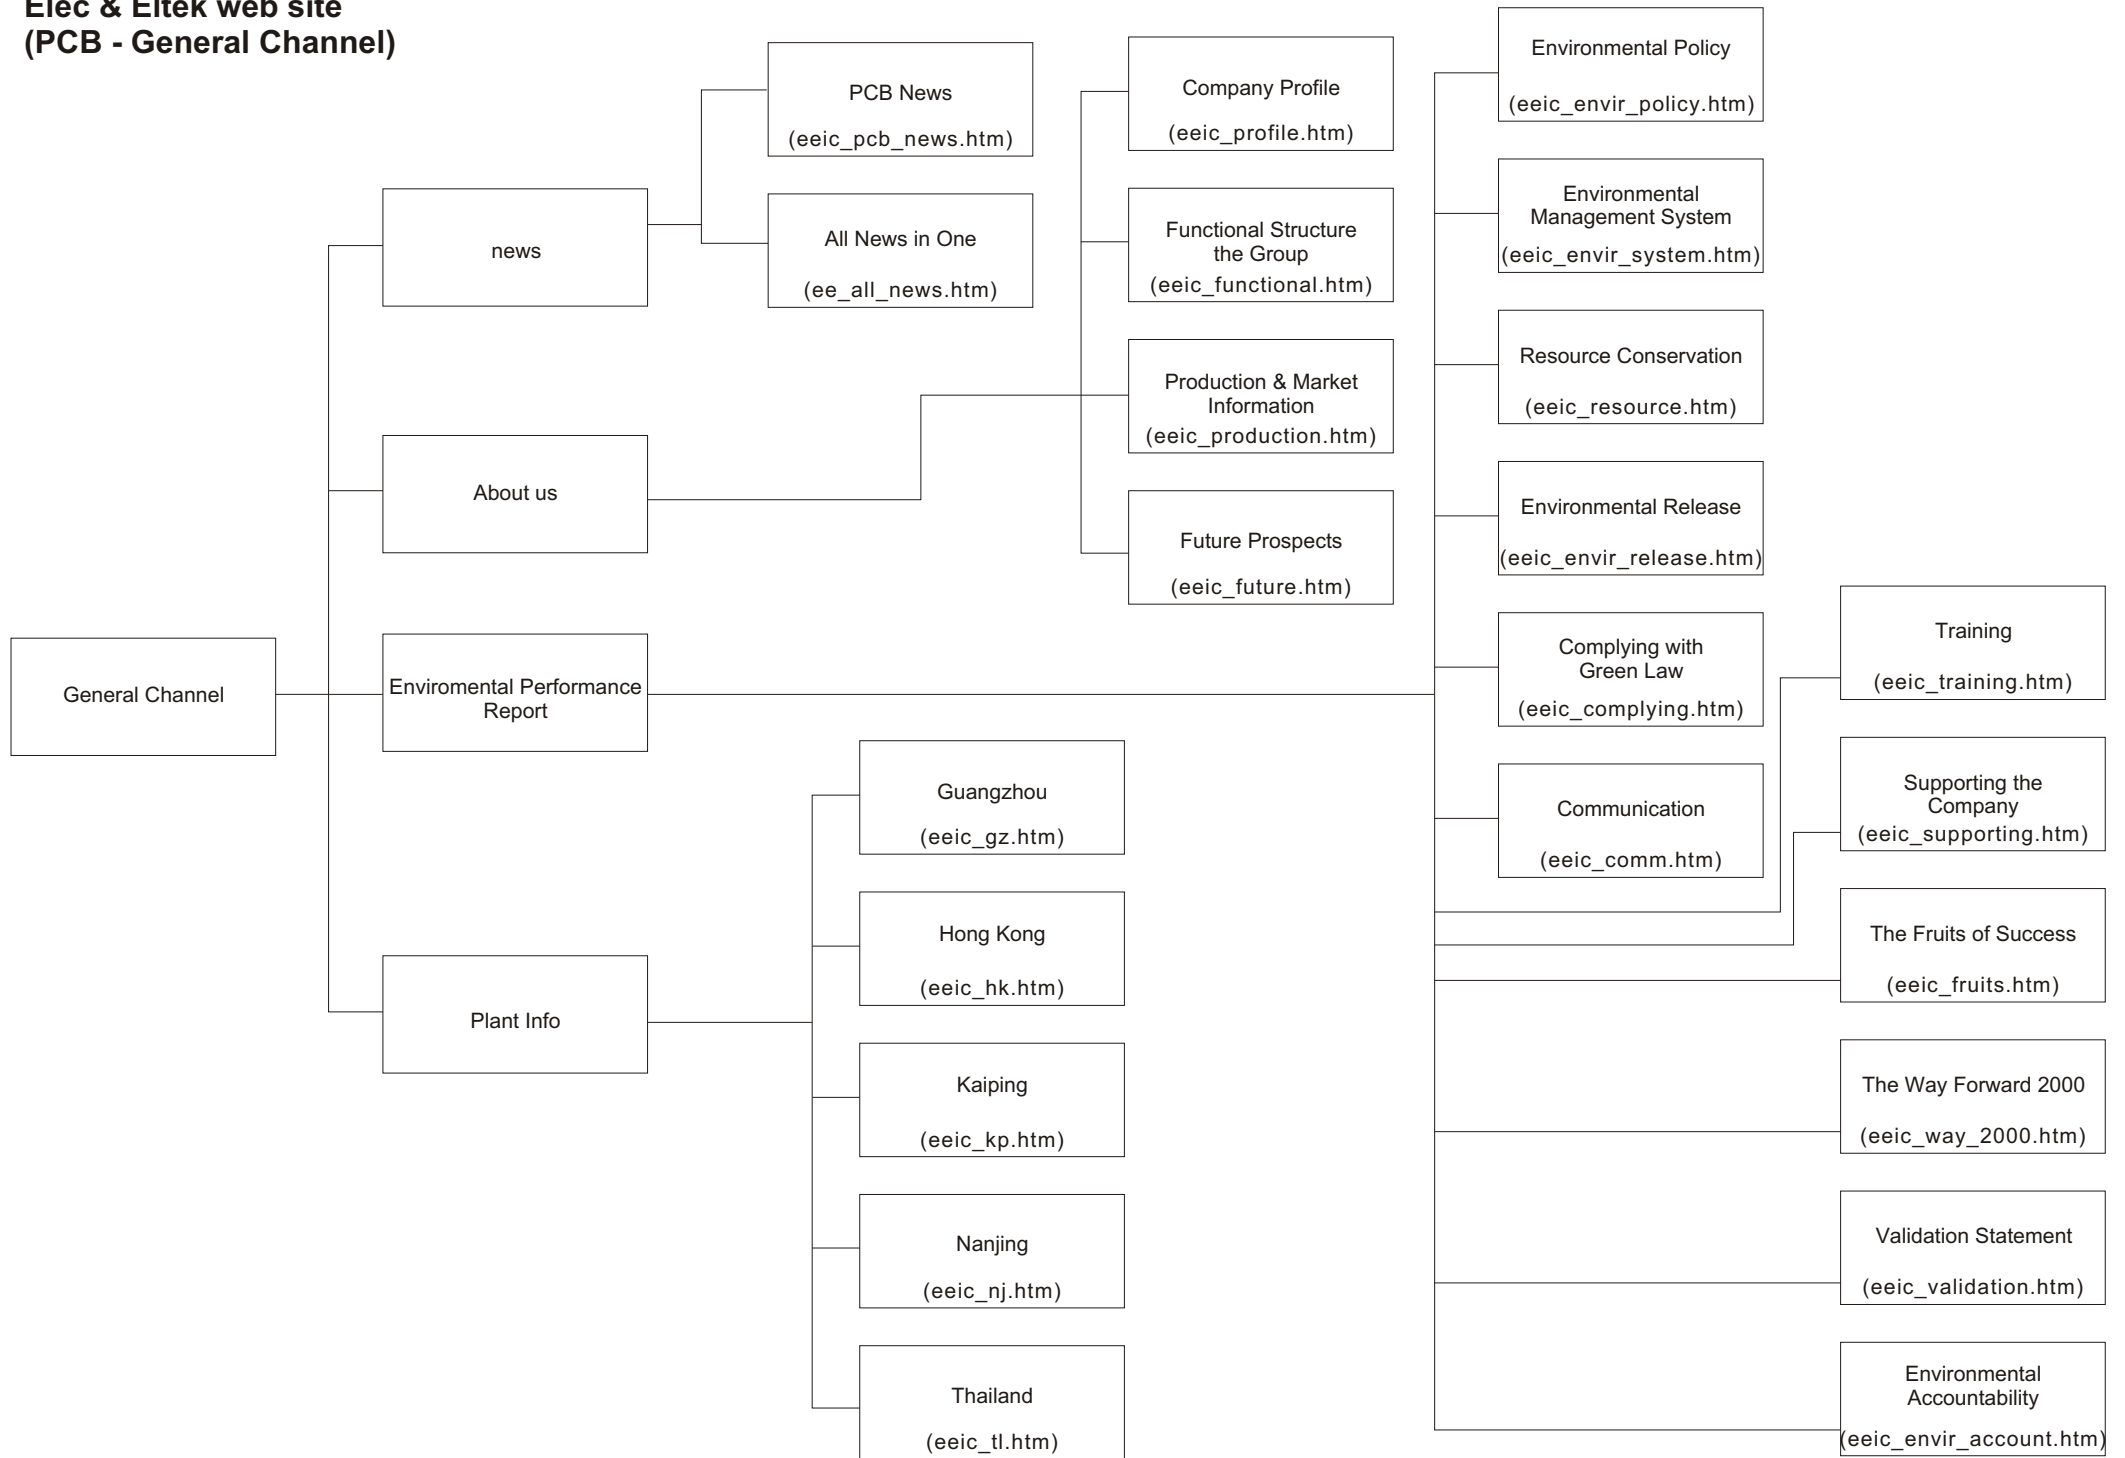 Elec & Eltek web site
(PCB - General Channel)
General Channel
news
PCB News
(eeic_pcb_news.htm)
All News in One
(ee_all_news.htm)
About us
Company Profile
(eeic_profile.htm)
Functional Structure
the Group
(eeic_functional.htm)
Production & Market
Information
(eeic_production.htm)
Future Prospects
(eeic_future.htm)
Enviromental Performance
Report
Environmental Policy
(eeic_envir_policy.htm)
Environmental
Management System
(eeic_envir_system.htm)
Resource Conservation
(eeic_resource.htm)
Environmental Release
(eeic_envir_release.htm)
Complying with
Green Law
(eeic_complying.htm)
Communication
(eeic_comm.htm)
Training
(eeic_training.htm)
Supporting the
Company
(eeic_supporting.htm)
The Fruits of Success
(eeic_fruits.htm)
The Way Forward 2000
(eeic_way_2000.htm)
Validation Statement
(eeic_validation.htm)
Environmental
Accountability
(eeic_envir_account.htm)
Plant Info
Guangzhou
(eeic_gz.htm)
Hong Kong
(eeic_hk.htm)
Kaiping
(eeic_kp.htm)
Nanjing
(eeic_nj.htm)
Thailand
(eeic_tl.htm)